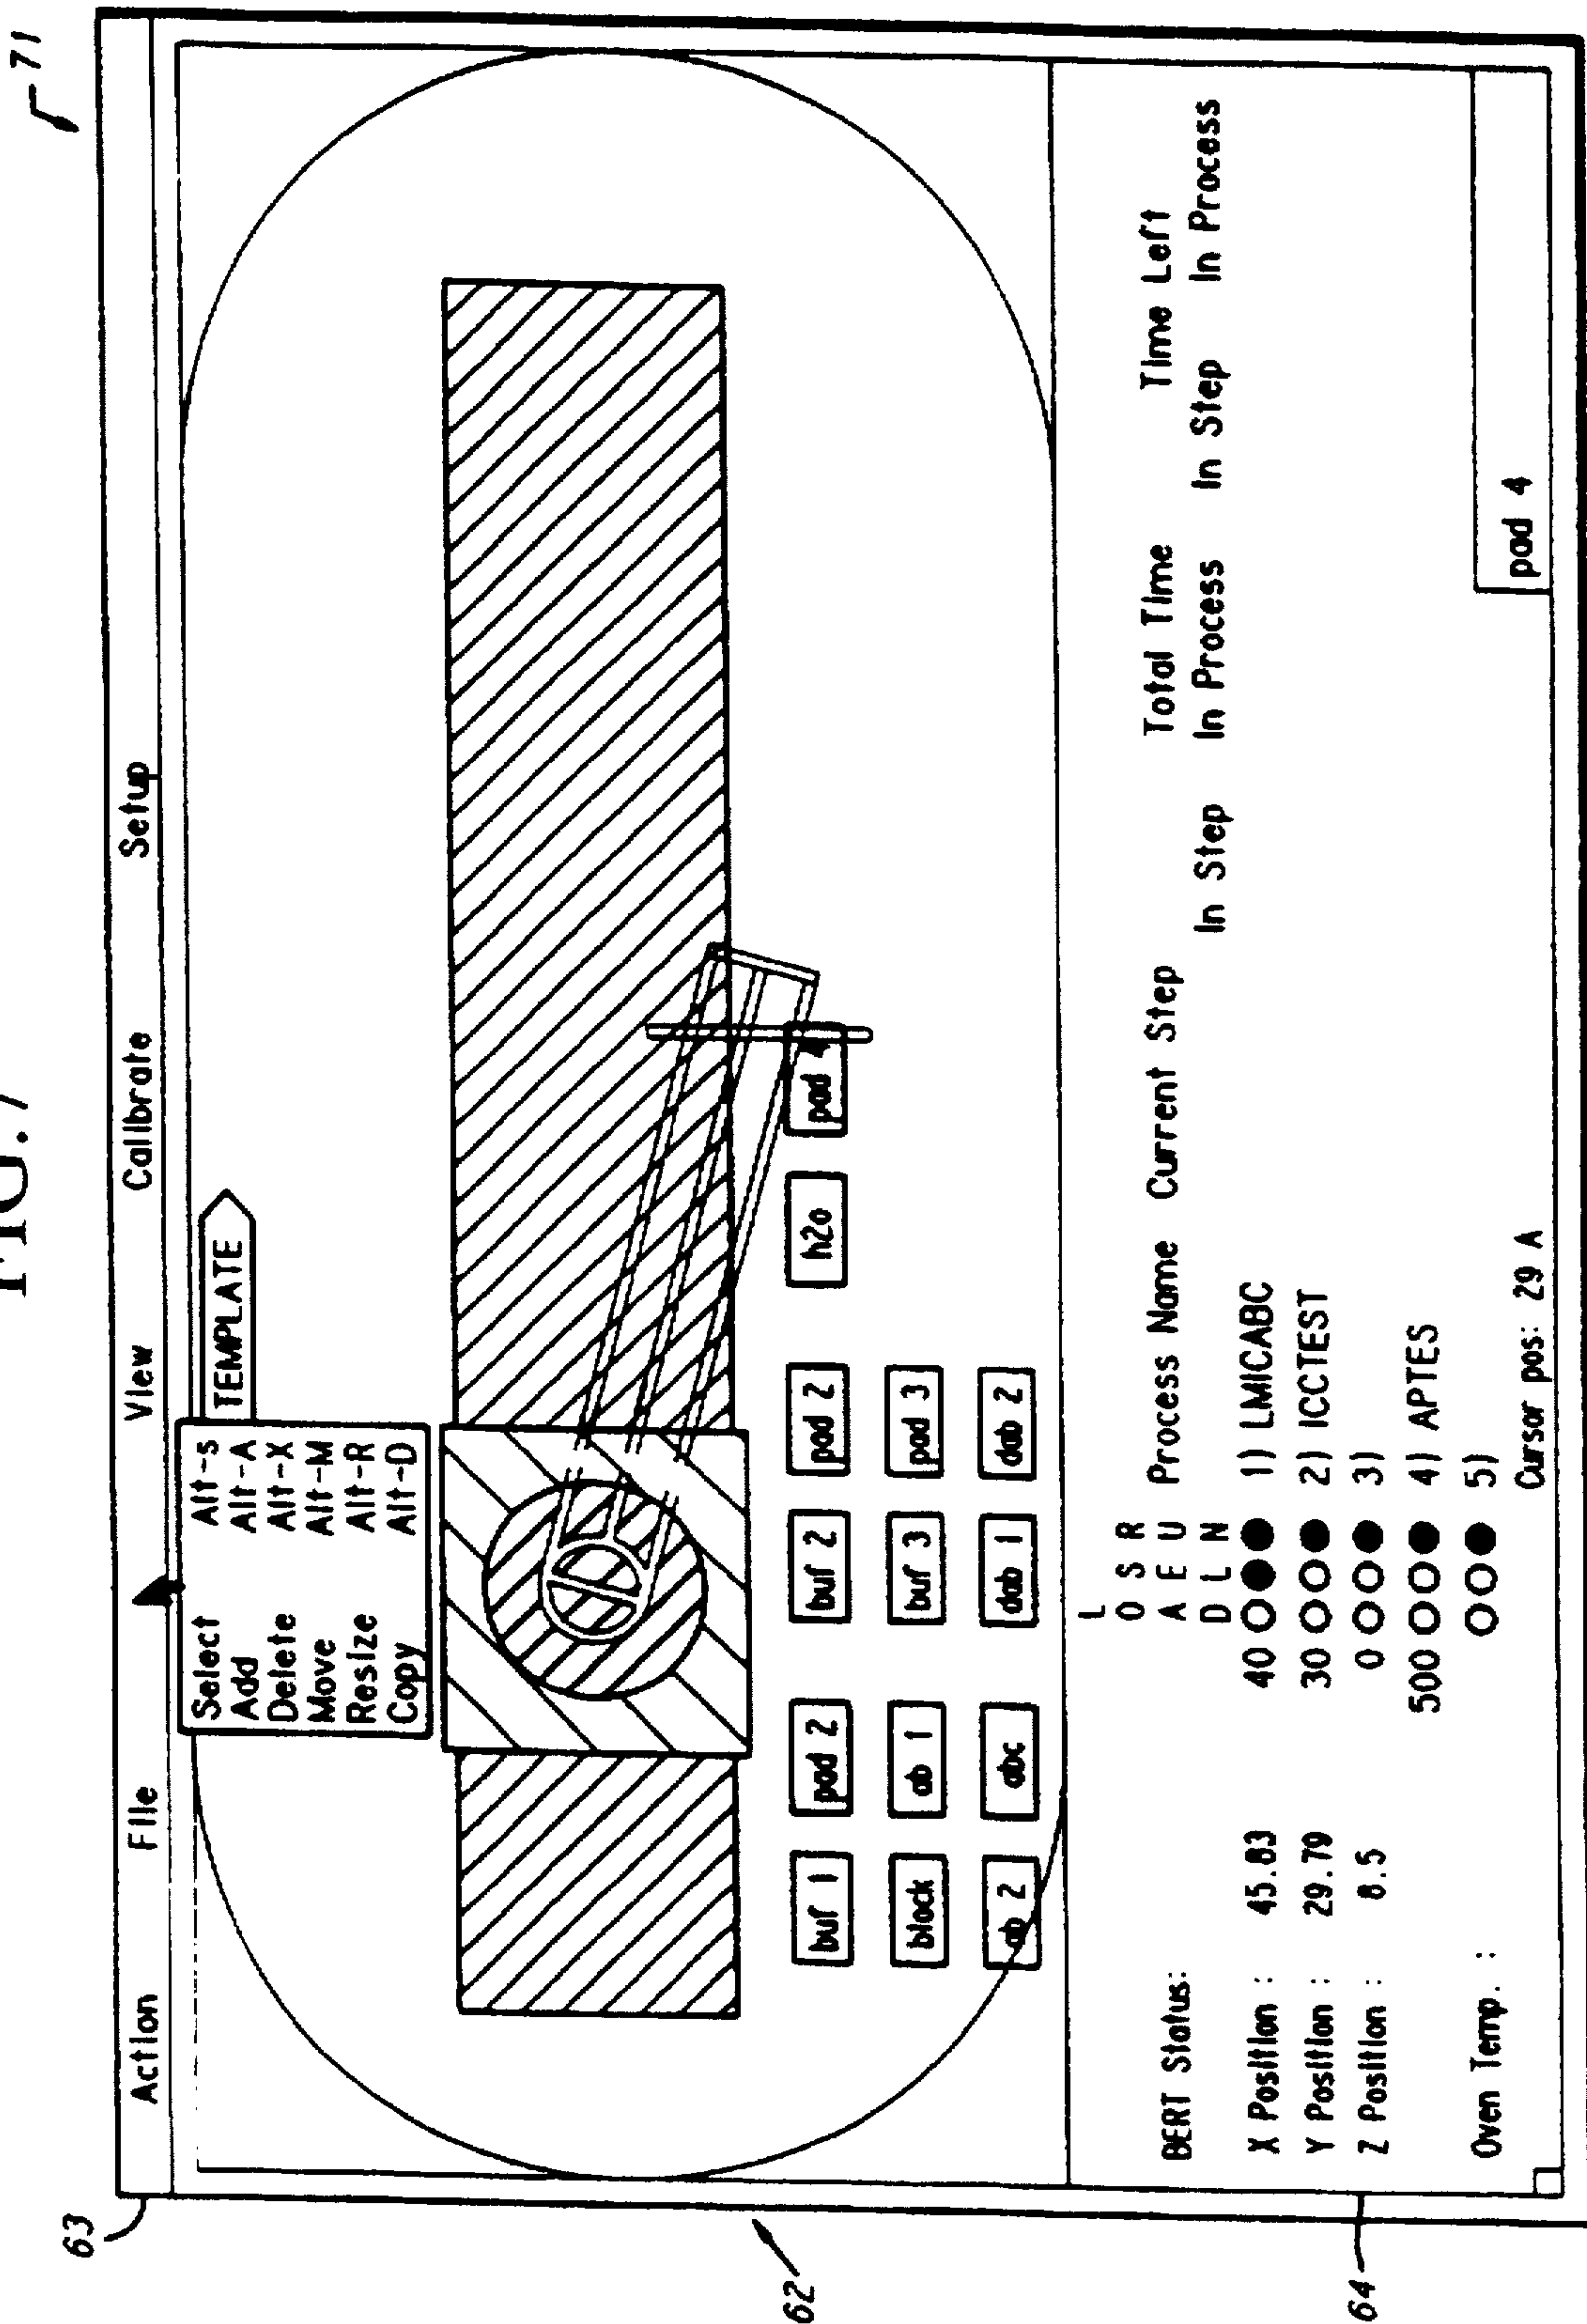 FIG. 7
71
63
Action File View Calibrate Setup
Select Alt-s
Add Alt-A
Delete Alt-X
Move Alt-M
Resize Alt-R
Copy Alt-D
TEMPLATE
62
buf 1 pad 2 buf 2 pad 2 h2o pad 4
block ab 1 buf 3 pad 3
ab 2 abc dab 1 dab 2
L
O S R
BERT Status: A E U Process Name Current Step Total Time Time Left
D L N In Step In Process In Step In Process
X Position : 45.83 40 1) LMICABC
Y Position : 29.79 30 2) ICCTEST
Z Position : 8.5 0 3)
500 4) APTES
Oven Temp. : 5)
Cursor pos: 29 A pad 4
64